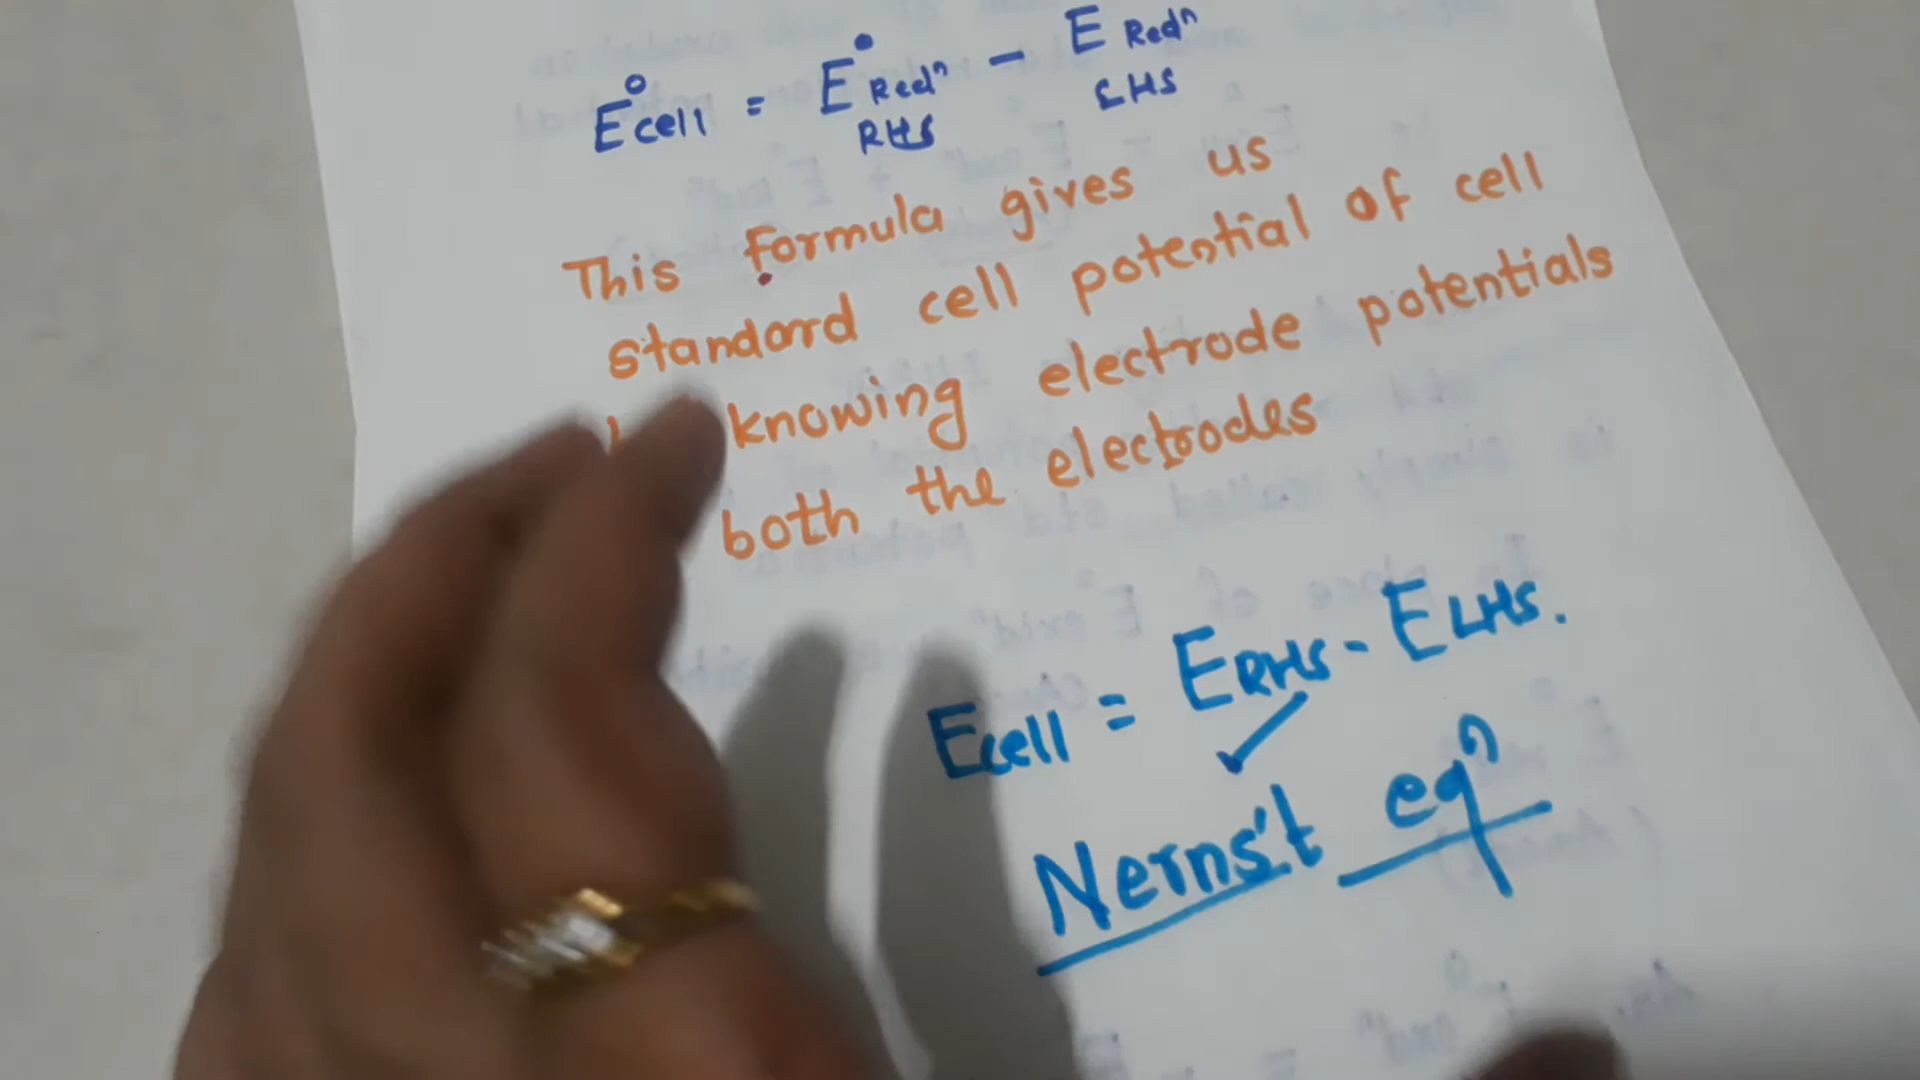 E°cell = E°Redⁿ RHS - E Redⁿ LHS
This formula gives us
standard cell potential of cell
knowing electrode potentials
both the electrodes
Ecell = ERHS - ELHS.
Nerns't eqⁿ